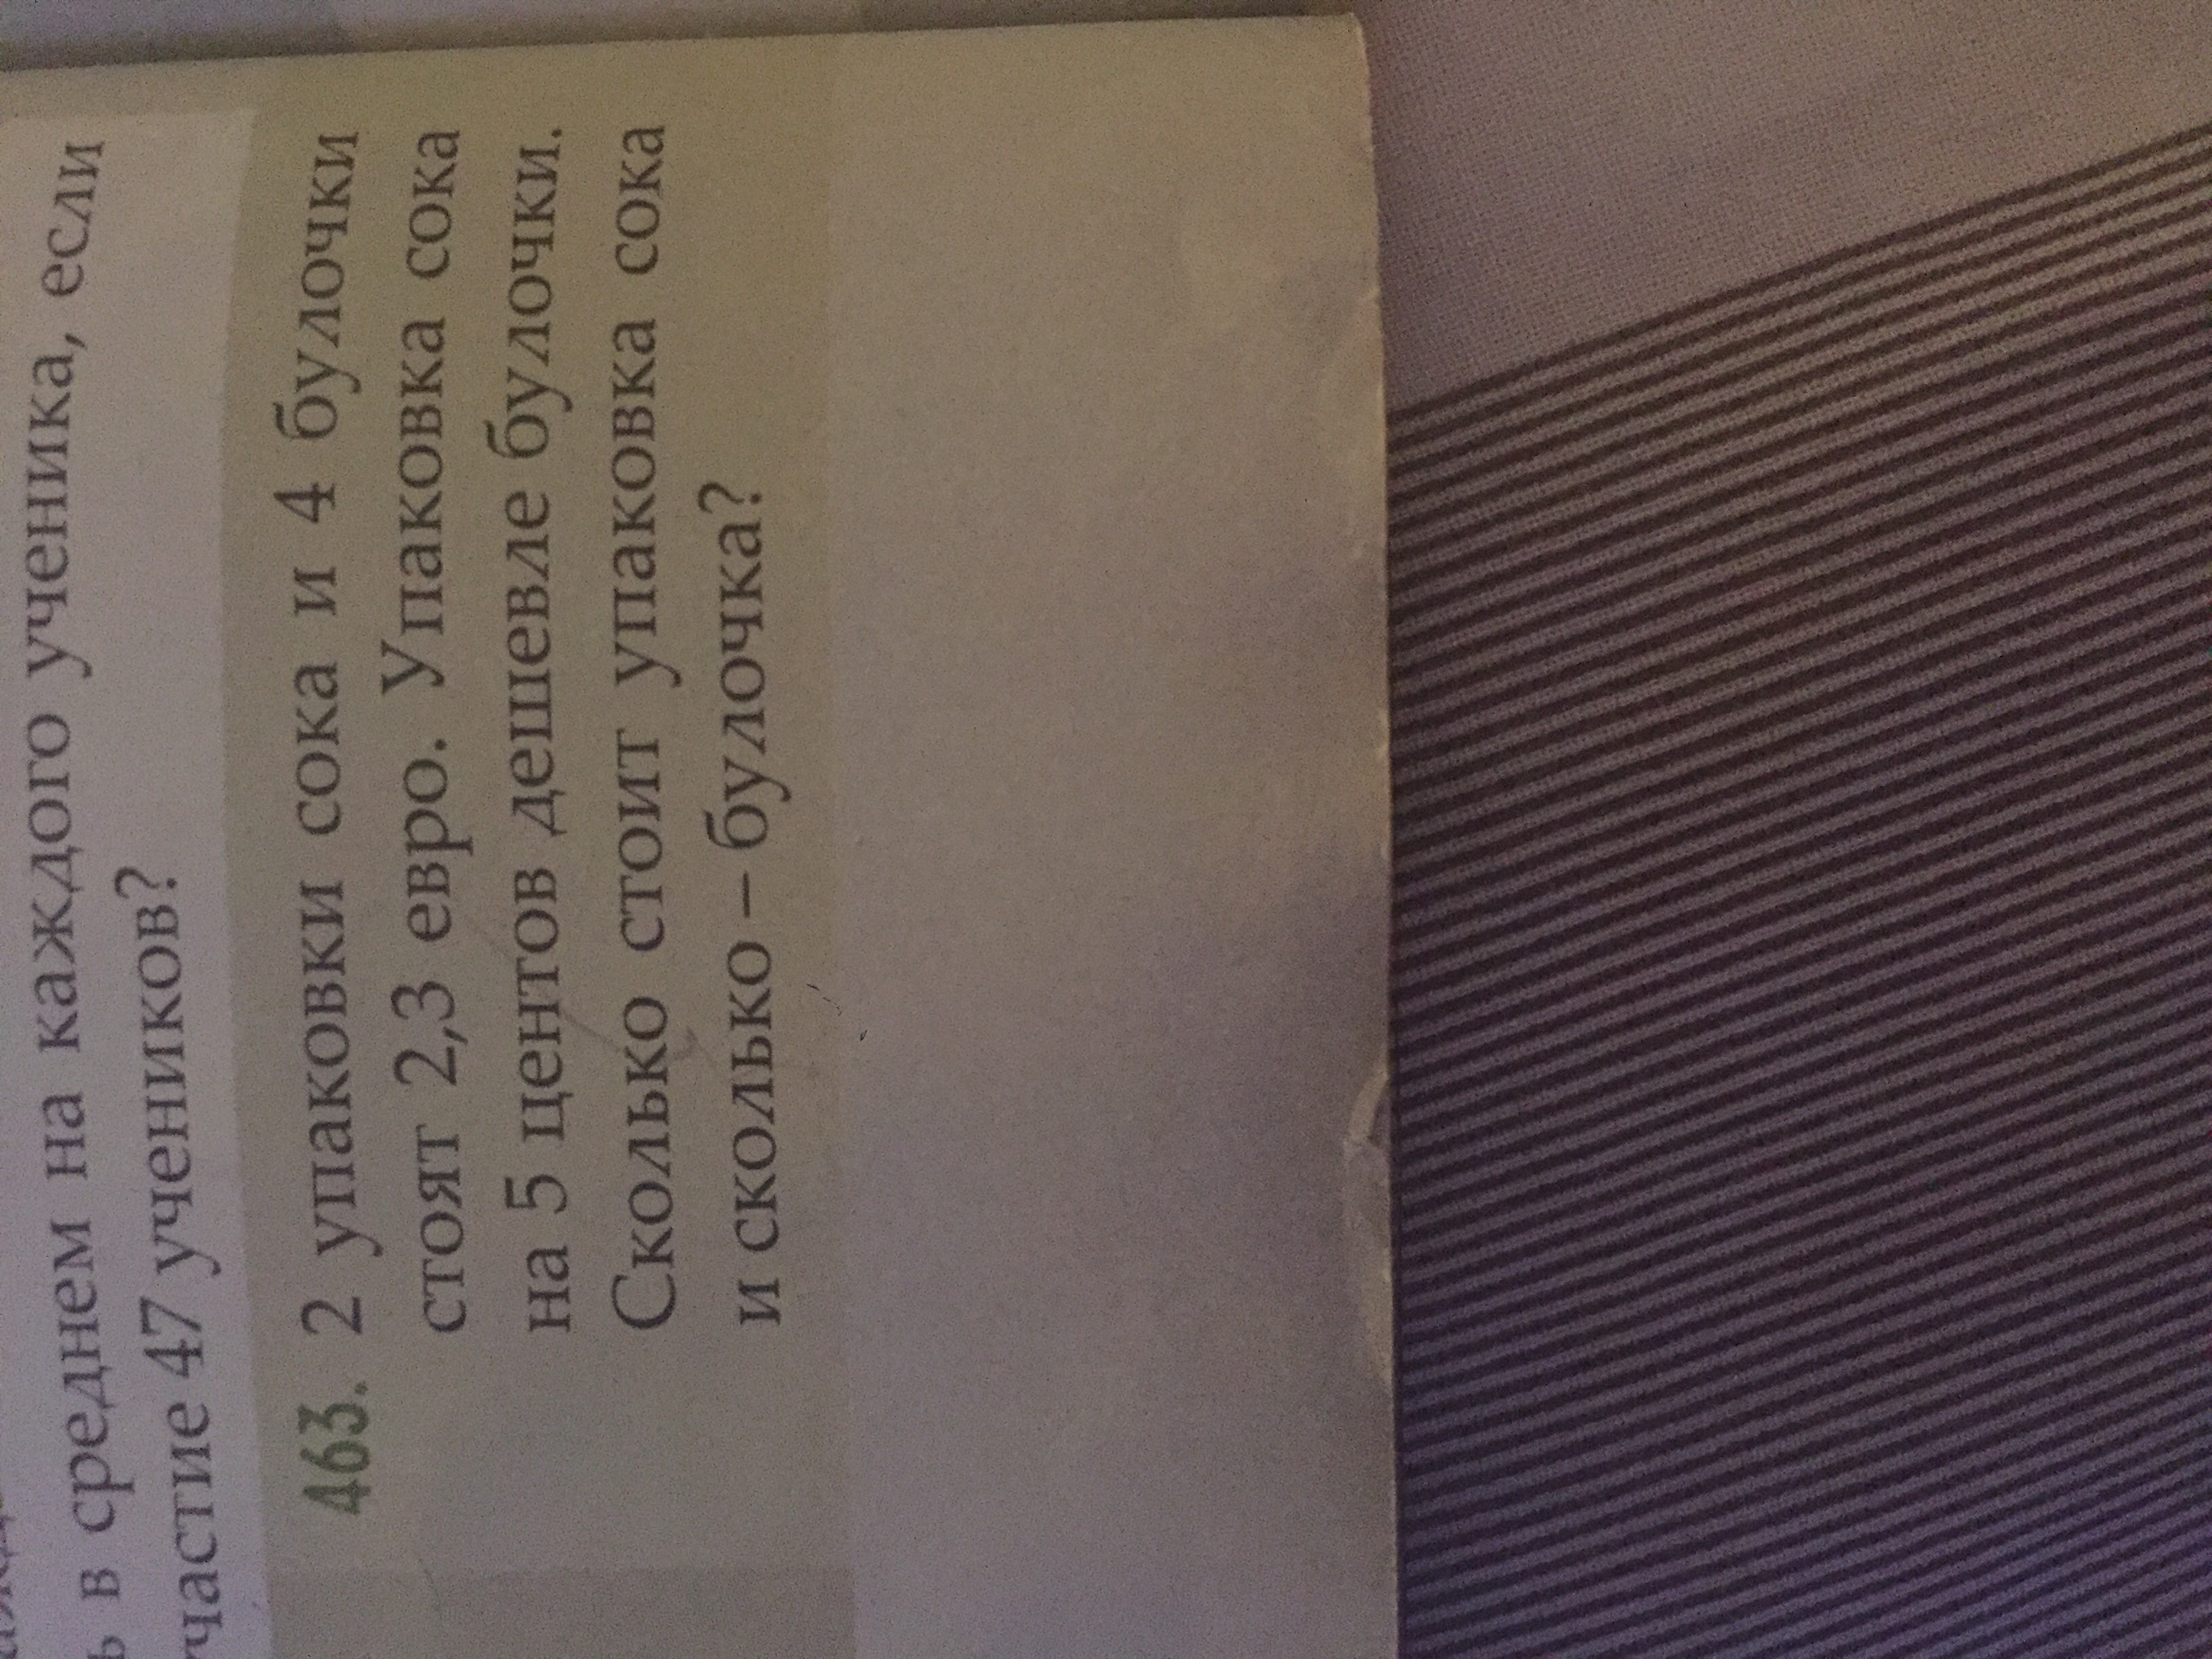 в среднем на каждого ученика, если
участие 47 учеников?
463. 2 упаковки сока и 4 булочки
стоят 2,3 евро. Упаковка сока
на 5 центов дешевле булочки.
Сколько стоит упаковка сока
и сколько – булочка?